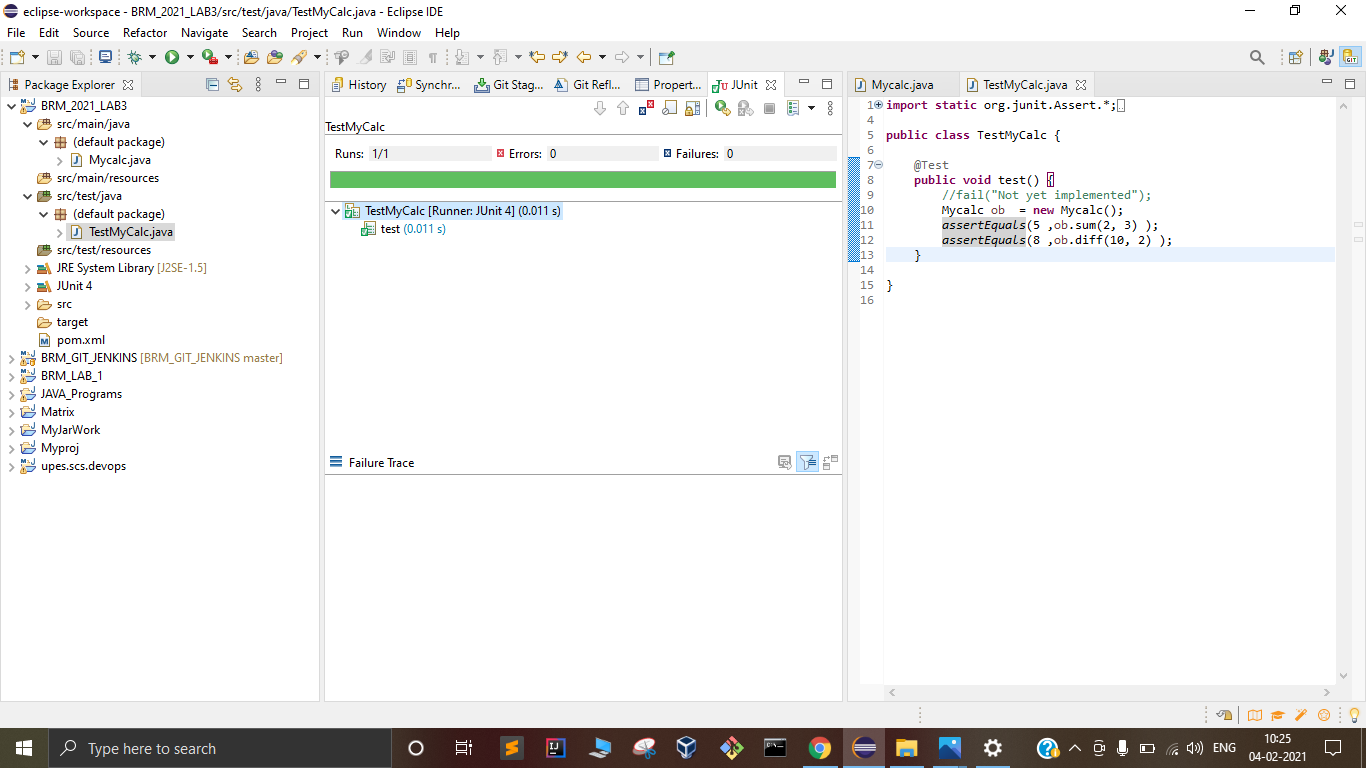 eclipse-workspace - BRM_2021_LAB3/src/test/java/TestMyCalc.java - Eclipse IDE
File Edit Source Refactor Navigate Search Project Run Window Help
Package Explorer
BRM_2021_LAB3
src/main/java
(default package)
Mycalc.java
src/main/resources
src/test/java
(default package)
TestMyCalc.java
src/test/resources
JRE System Library [J2SE-1.5]
JUnit 4
src
target
pom.xml
BRM_GIT_JENKINS [BRM_GIT_JENKINS master]
BRM_LAB_1
JAVA_Programs
Matrix
MyJarWork
Myproj
upes.scs.devops
History Synchr... Git Stag... Git Refl... Propert... JUnit
TestMyCalc
Runs: 1/1 Errors: 0 Failures: 0
TestMyCalc [Runner: JUnit 4] (0.011 s)
test (0.011 s)
Failure Trace
Mycalc.java TestMyCalc.java
1 import static org.junit.Assert.*;
4
5 public class TestMyCalc {
6
7 @Test
8 public void test() {
9 //fail("Not yet implemented");
10 Mycalc ob  = new Mycalc();
11 assertEquals(5 ,ob.sum(2, 3) );
12 assertEquals(8 ,ob.diff(10, 2) );
13 }
14
15 }
16
Type here to search
ENG
10:25
04-02-2021